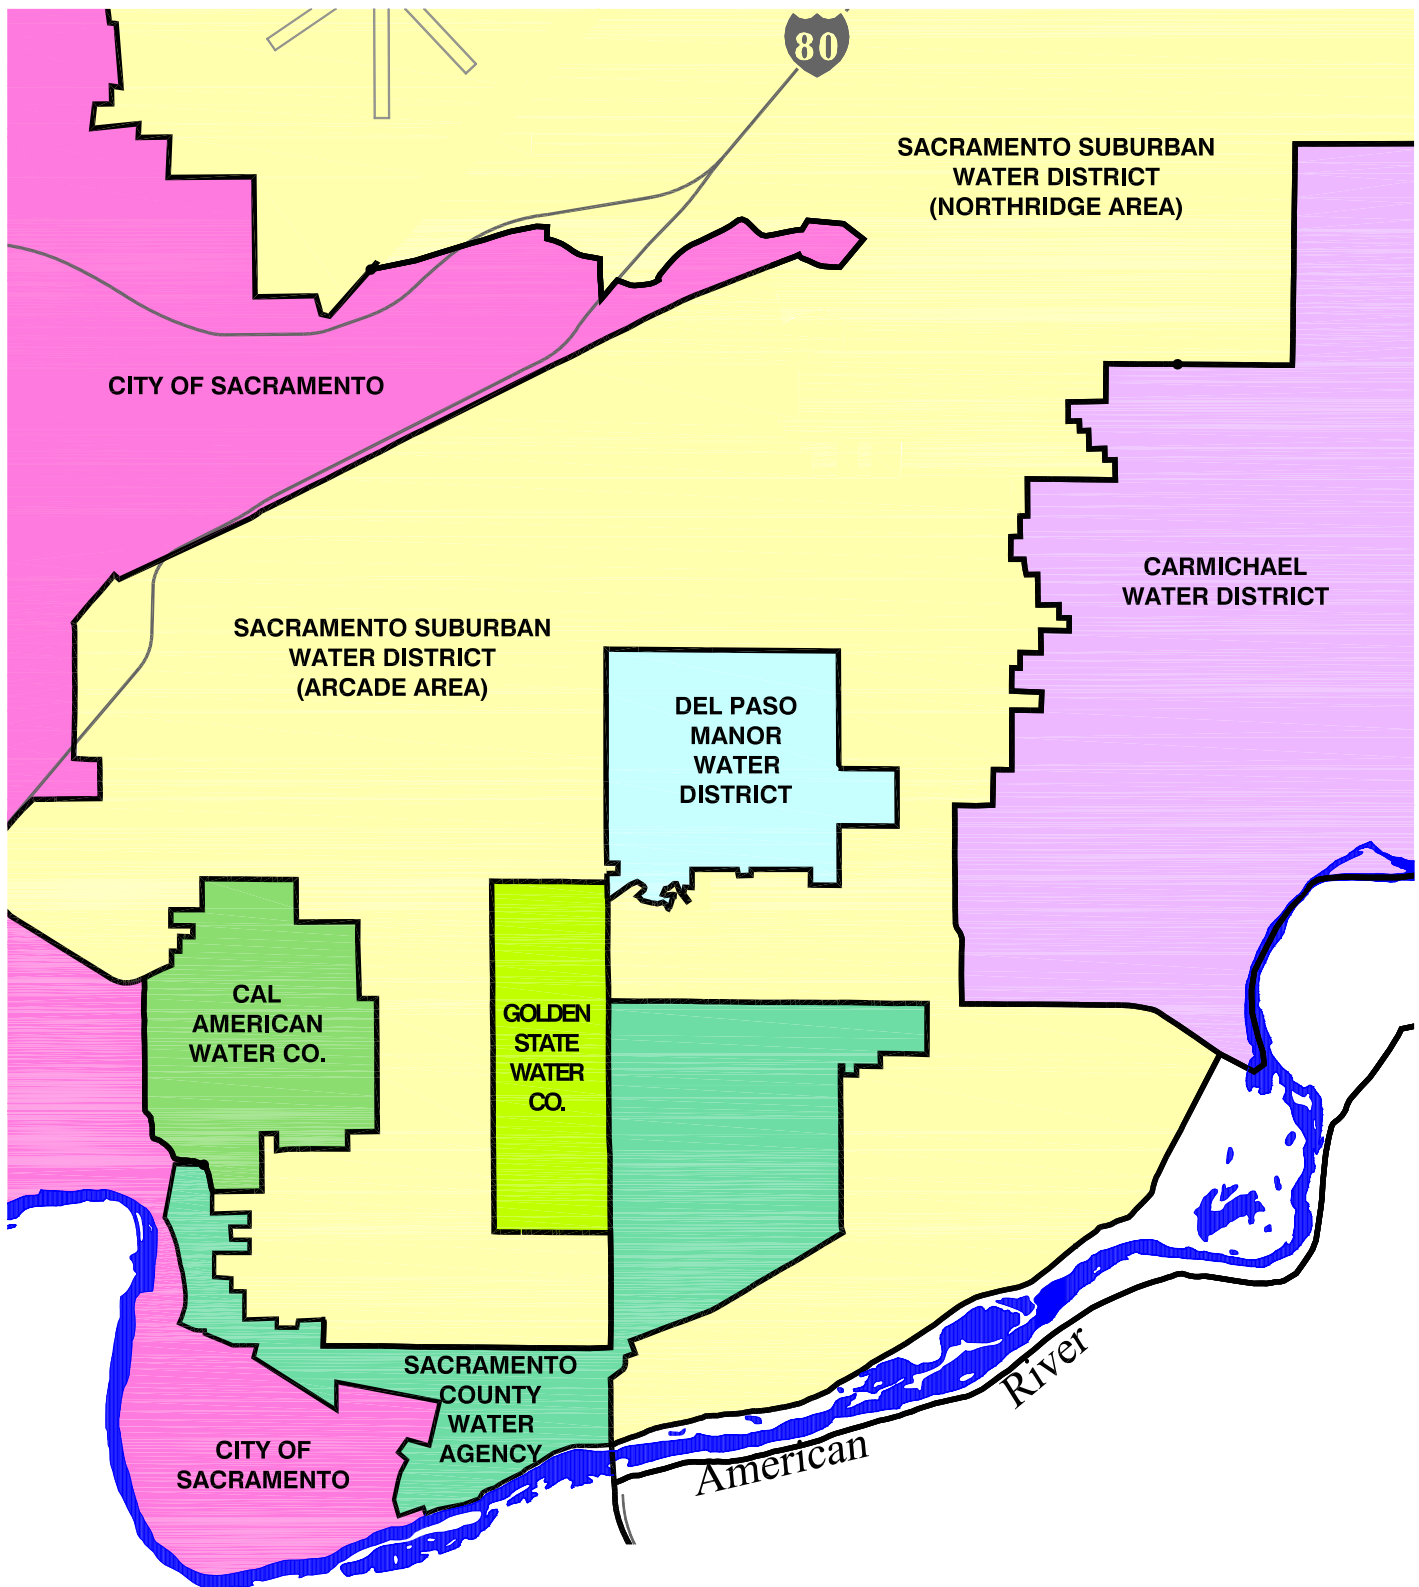 80
SACRAMENTO SUBURBAN
WATER DISTRICT
(NORTHRIDGE AREA)
CITY OF SACRAMENTO
CARMICHAEL
WATER DISTRICT
SACRAMENTO SUBURBAN
WATER DISTRICT
(ARCADE AREA)
DEL PASO
MANOR
WATER
DISTRICT
CAL
AMERICAN
WATER CO.
GOLDEN
STATE
WATER
CO.
SACRAMENTO
COUNTY
WATER
AGENCY
CITY OF
SACRAMENTO
American
River